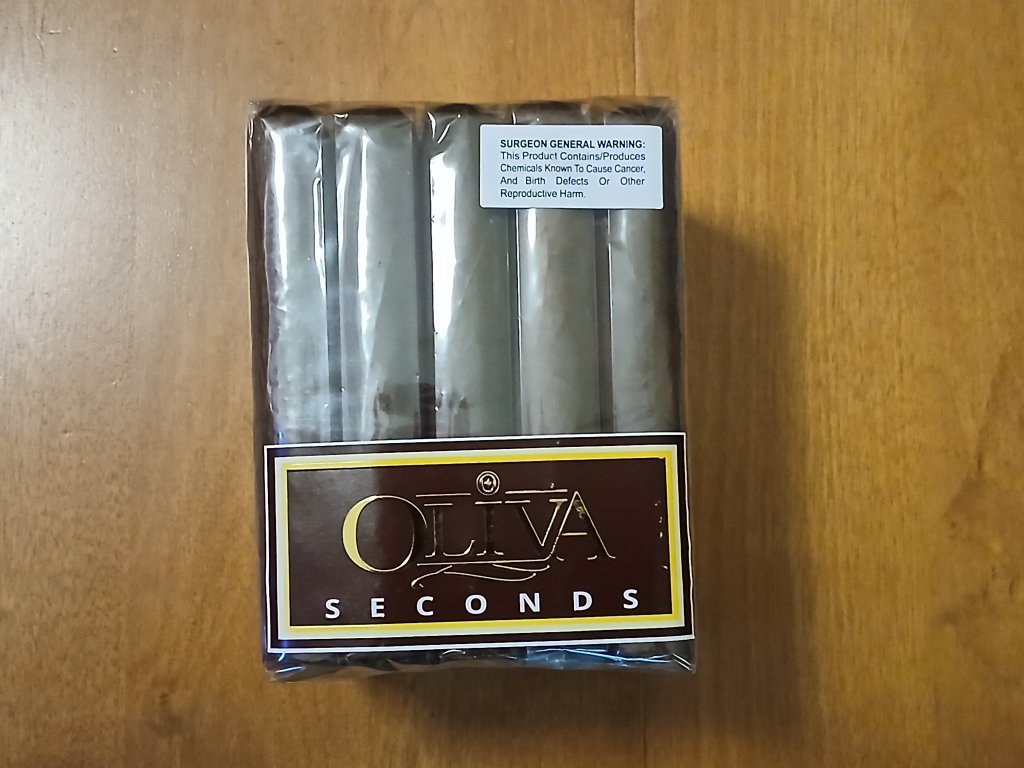 SURGEON GENERAL WARNING:
This Product Contains/Produces
Chemicals Known To Cause Cancer,
And Birth Defects Or Other
Reproductive Harm.
OLIVA
SECONDS